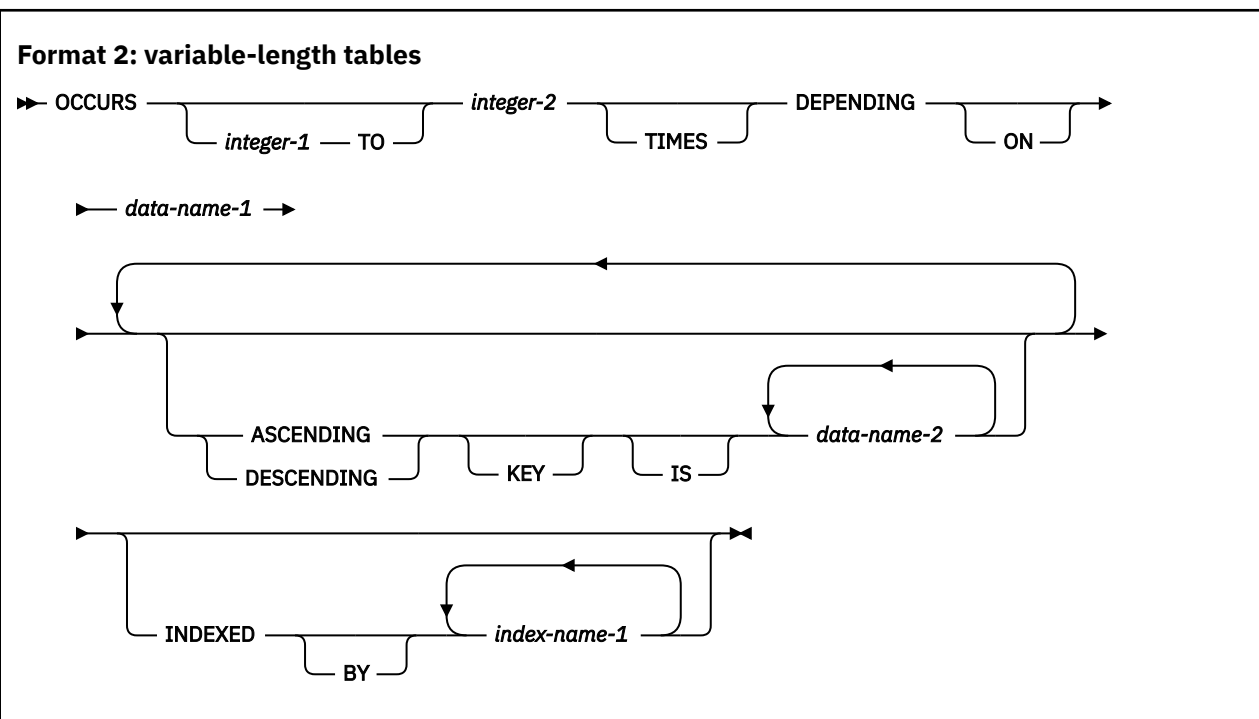 Format 2: variable-length tables
OCCURS integer-2 DEPENDING
integer-1 TO TIMES ON
data-name-1
data-name-2
ASCENDING
DESCENDING KEY IS
INDEXED index-name-1
BY